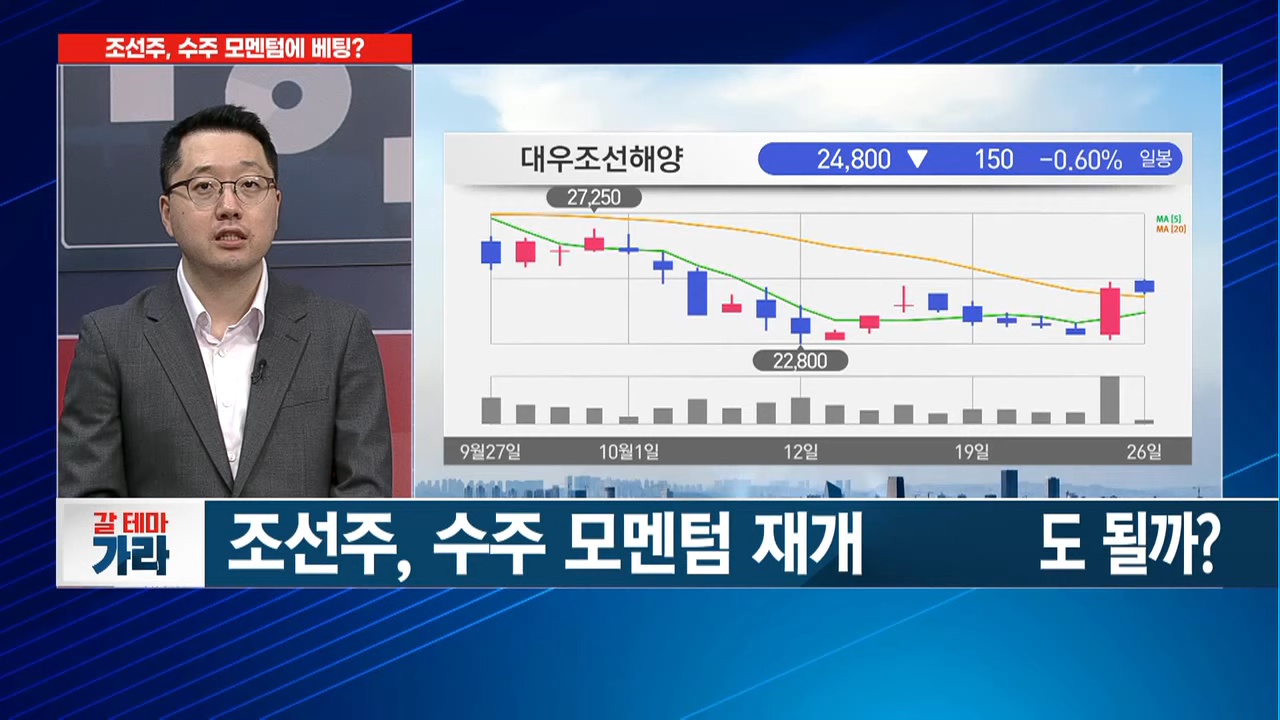 조선주, 수주 모멘텀에 베팅?
대우조선해양
24,800 ▼ 150 -0.60% 일봉
27,250
MA [5]
MA [20]
22,800
9월27일 10월1일 12일 19일 26일
갈 테마
가라
조선주, 수주 모멘텀 재개 도 될까?